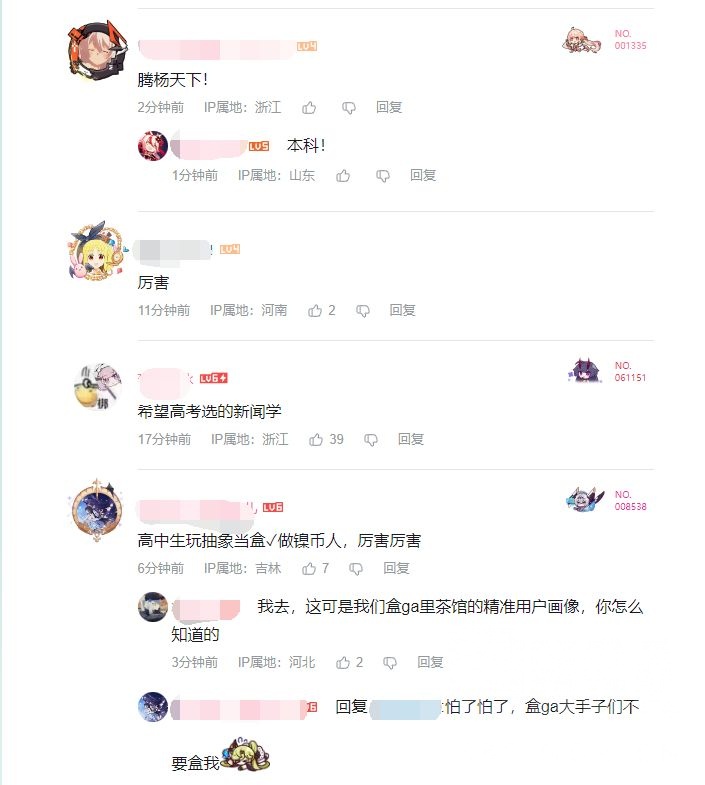 LV4
NO.
001335
腾杨天下！
2分钟前 IP属地：浙江 回复
LV5 本科！
1分钟前 IP属地：山东 回复
LV4
厉害
11分钟前 IP属地：河南 2 回复
LV6
NO.
061151
希望高考选的新闻学
17分钟前 IP属地：浙江 39 回复
LV6
NO.
008538
高中生玩抽象当盒✓做镍币人，厉害厉害
6分钟前 IP属地：吉林 7 回复
我去，这可是我们盒ga里茶馆的精准用户画像，你怎么
知道的
3分钟前 IP属地：河北 2 回复
回复 :怕了怕了，盒ga大手子们不
要盒我